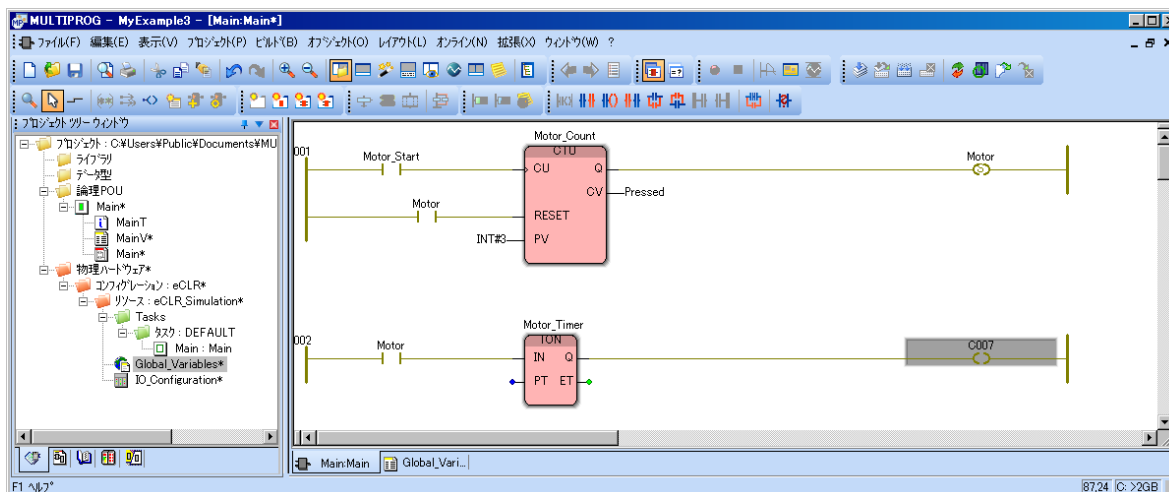 MULTIPROG - MyExample3 - [Main:Main*]
ファイル(F) 編集(E) 表示(V) プロジェクト(P) ビルド(B) オブジェクト(O) レイアウト(L) オンライン(N) 拡張(X) ウィンドウ(W) ?
プロジェクト ツリー ウィンドウ
プロジェクト : C:¥Users¥Public¥Documents¥MU
ライブラリ
データ型
論理POU
Main*
MainT
MainV*
Main*
物理ハードウェア*
コンフィグレーション : eCLR*
リソース : eCLR_Simulation*
Tasks
タスク : DEFAULT
Main : Main
Global_Variables*
IO_Configuration*
001
Motor_Start
Motor_Count
CTU
CU Q
CV
Pressed
Motor
S
Motor
RESET
INT#3
PV
002
Motor
Motor_Timer
TON
IN Q
PT ET
C007
Main:Main
Global_Vari...
F1 ヘルプ
87,24
C: >2GB